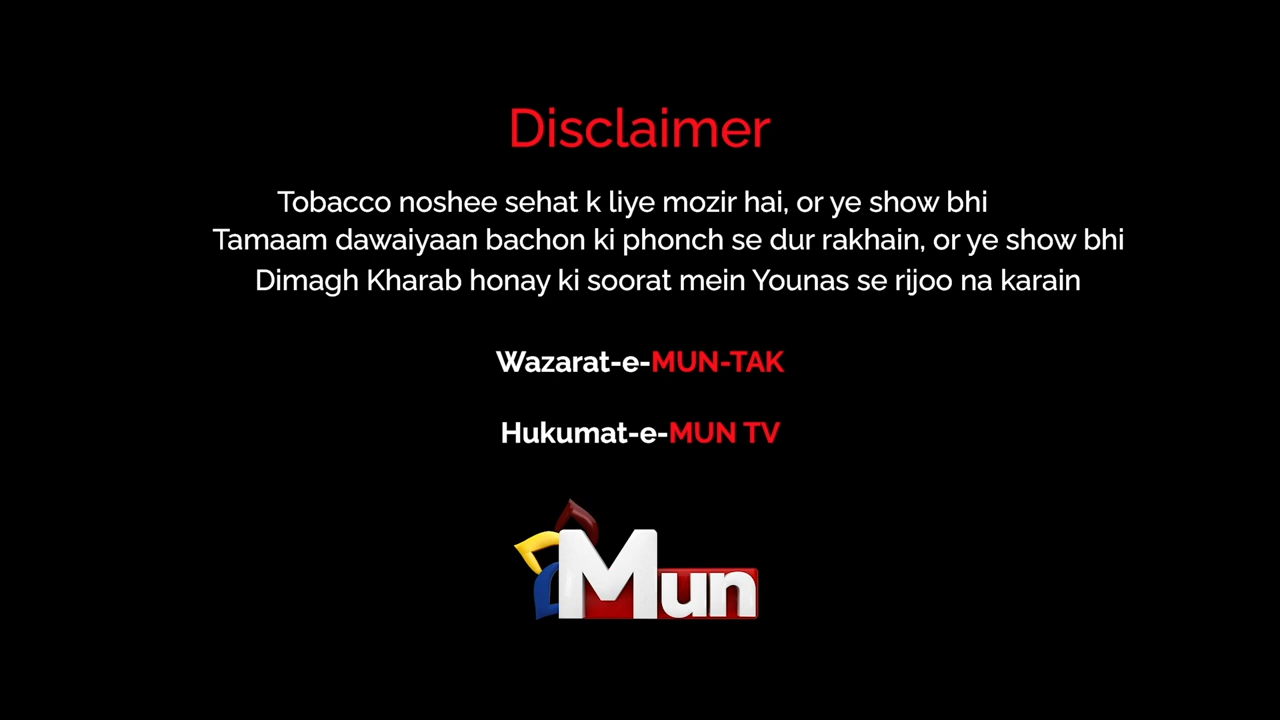 Disclaimer
Tobacco noshee sehat k liye mozir hai, or ye show bhi
Tamaam dawaiyaan bachon ki phonch se dur rakhain, or ye show bhi
Dimagh Kharab honay ki soorat mein Younas se rijoo na karain
Wazarat-e-MUN-TAK
Hukumat-e-MUN TV
Mun